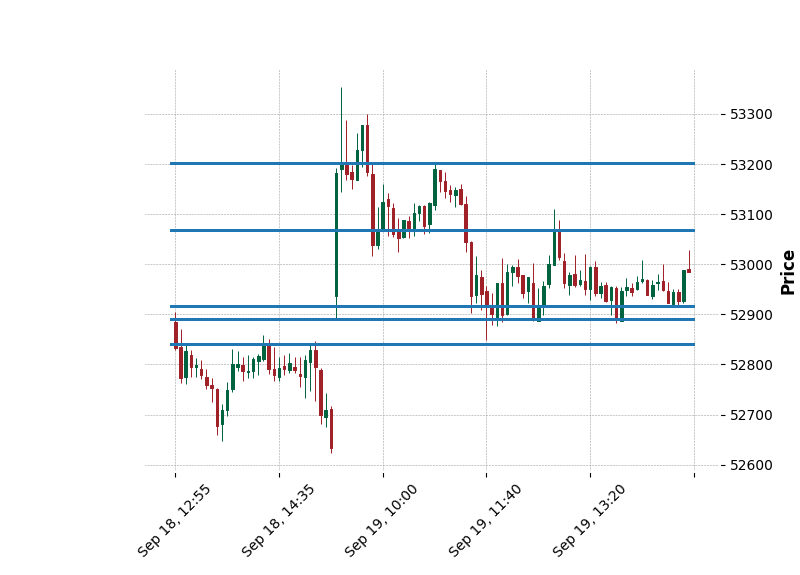 53300
53200
53100
53000
52900
52800
52700
52600
Price
Sep 18, 12:55
Sep 18, 14:35
Sep 19, 10:00
Sep 19, 11:40
Sep 19, 13:20